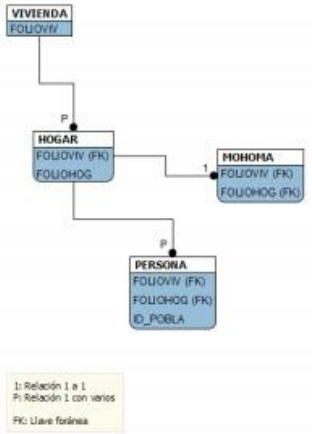 VIVIENDA
FOLIOVIV
P
HOGAR
FOLIOVIV (FK)
FOLIOHOG
1
MOHOMA
FOLIOVIV (FK)
FOLIOHOG (FK)
P
PERSONA
FOLIOVIV (FK)
FOLIOHOG (FK)
ID_POBLA
1: Relación 1 a 1
P: Relación 1 con varios
FK: Llave foránea